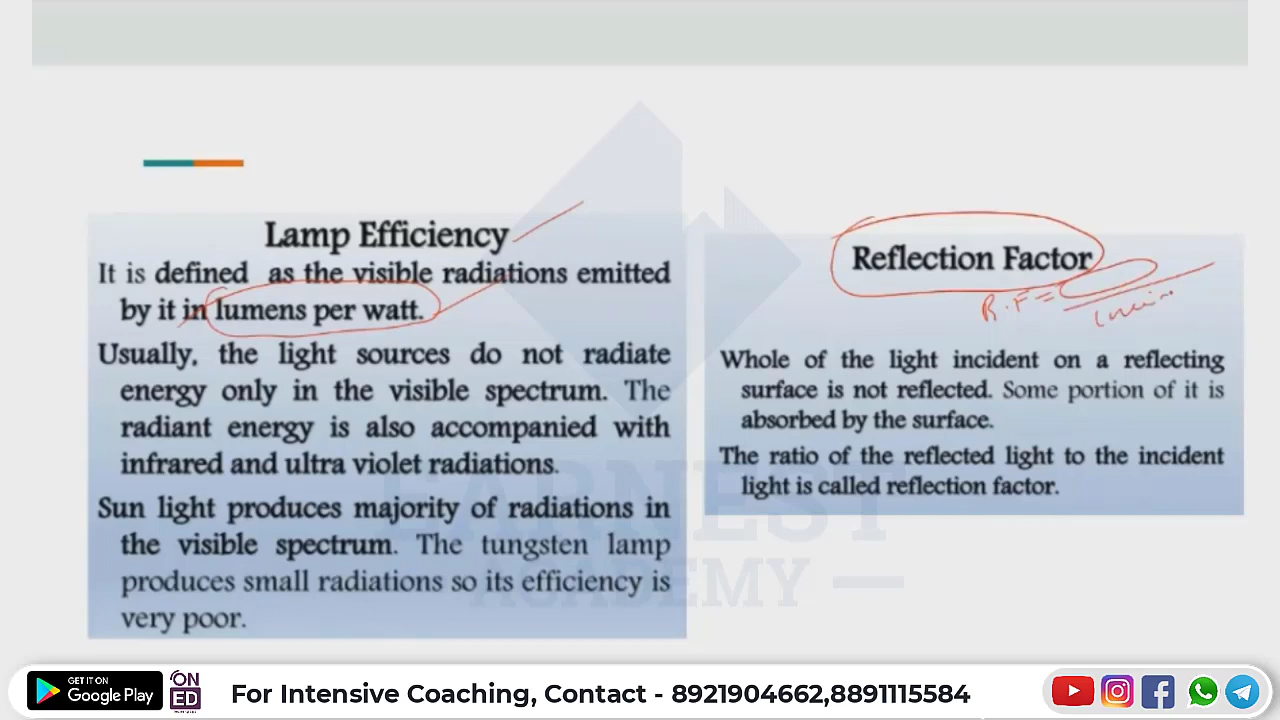 Lamp Efficiency
It is defined as the visible radiations emitted
by it in lumens per watt.
Usually, the light sources do not radiate
energy only in the visible spectrum. The
radiant energy is also accompanied with
infrared and ultra violet radiations.
Sun light produces majority of radiations in
the visible spectrum. The tungsten lamp
produces small radiations so its efficiency is
very poor.
Reflection Factor
R.F =
Whole of the light incident on a reflecting
surface is not reflected. Some portion of it is
absorbed by the surface.
The ratio of the reflected light to the incident
light is called reflection factor.
EARNEST
ACADEMY
GET IT ON
Google Play
ON
ED
For Intensive Coaching, Contact - 8921904662,8891115584